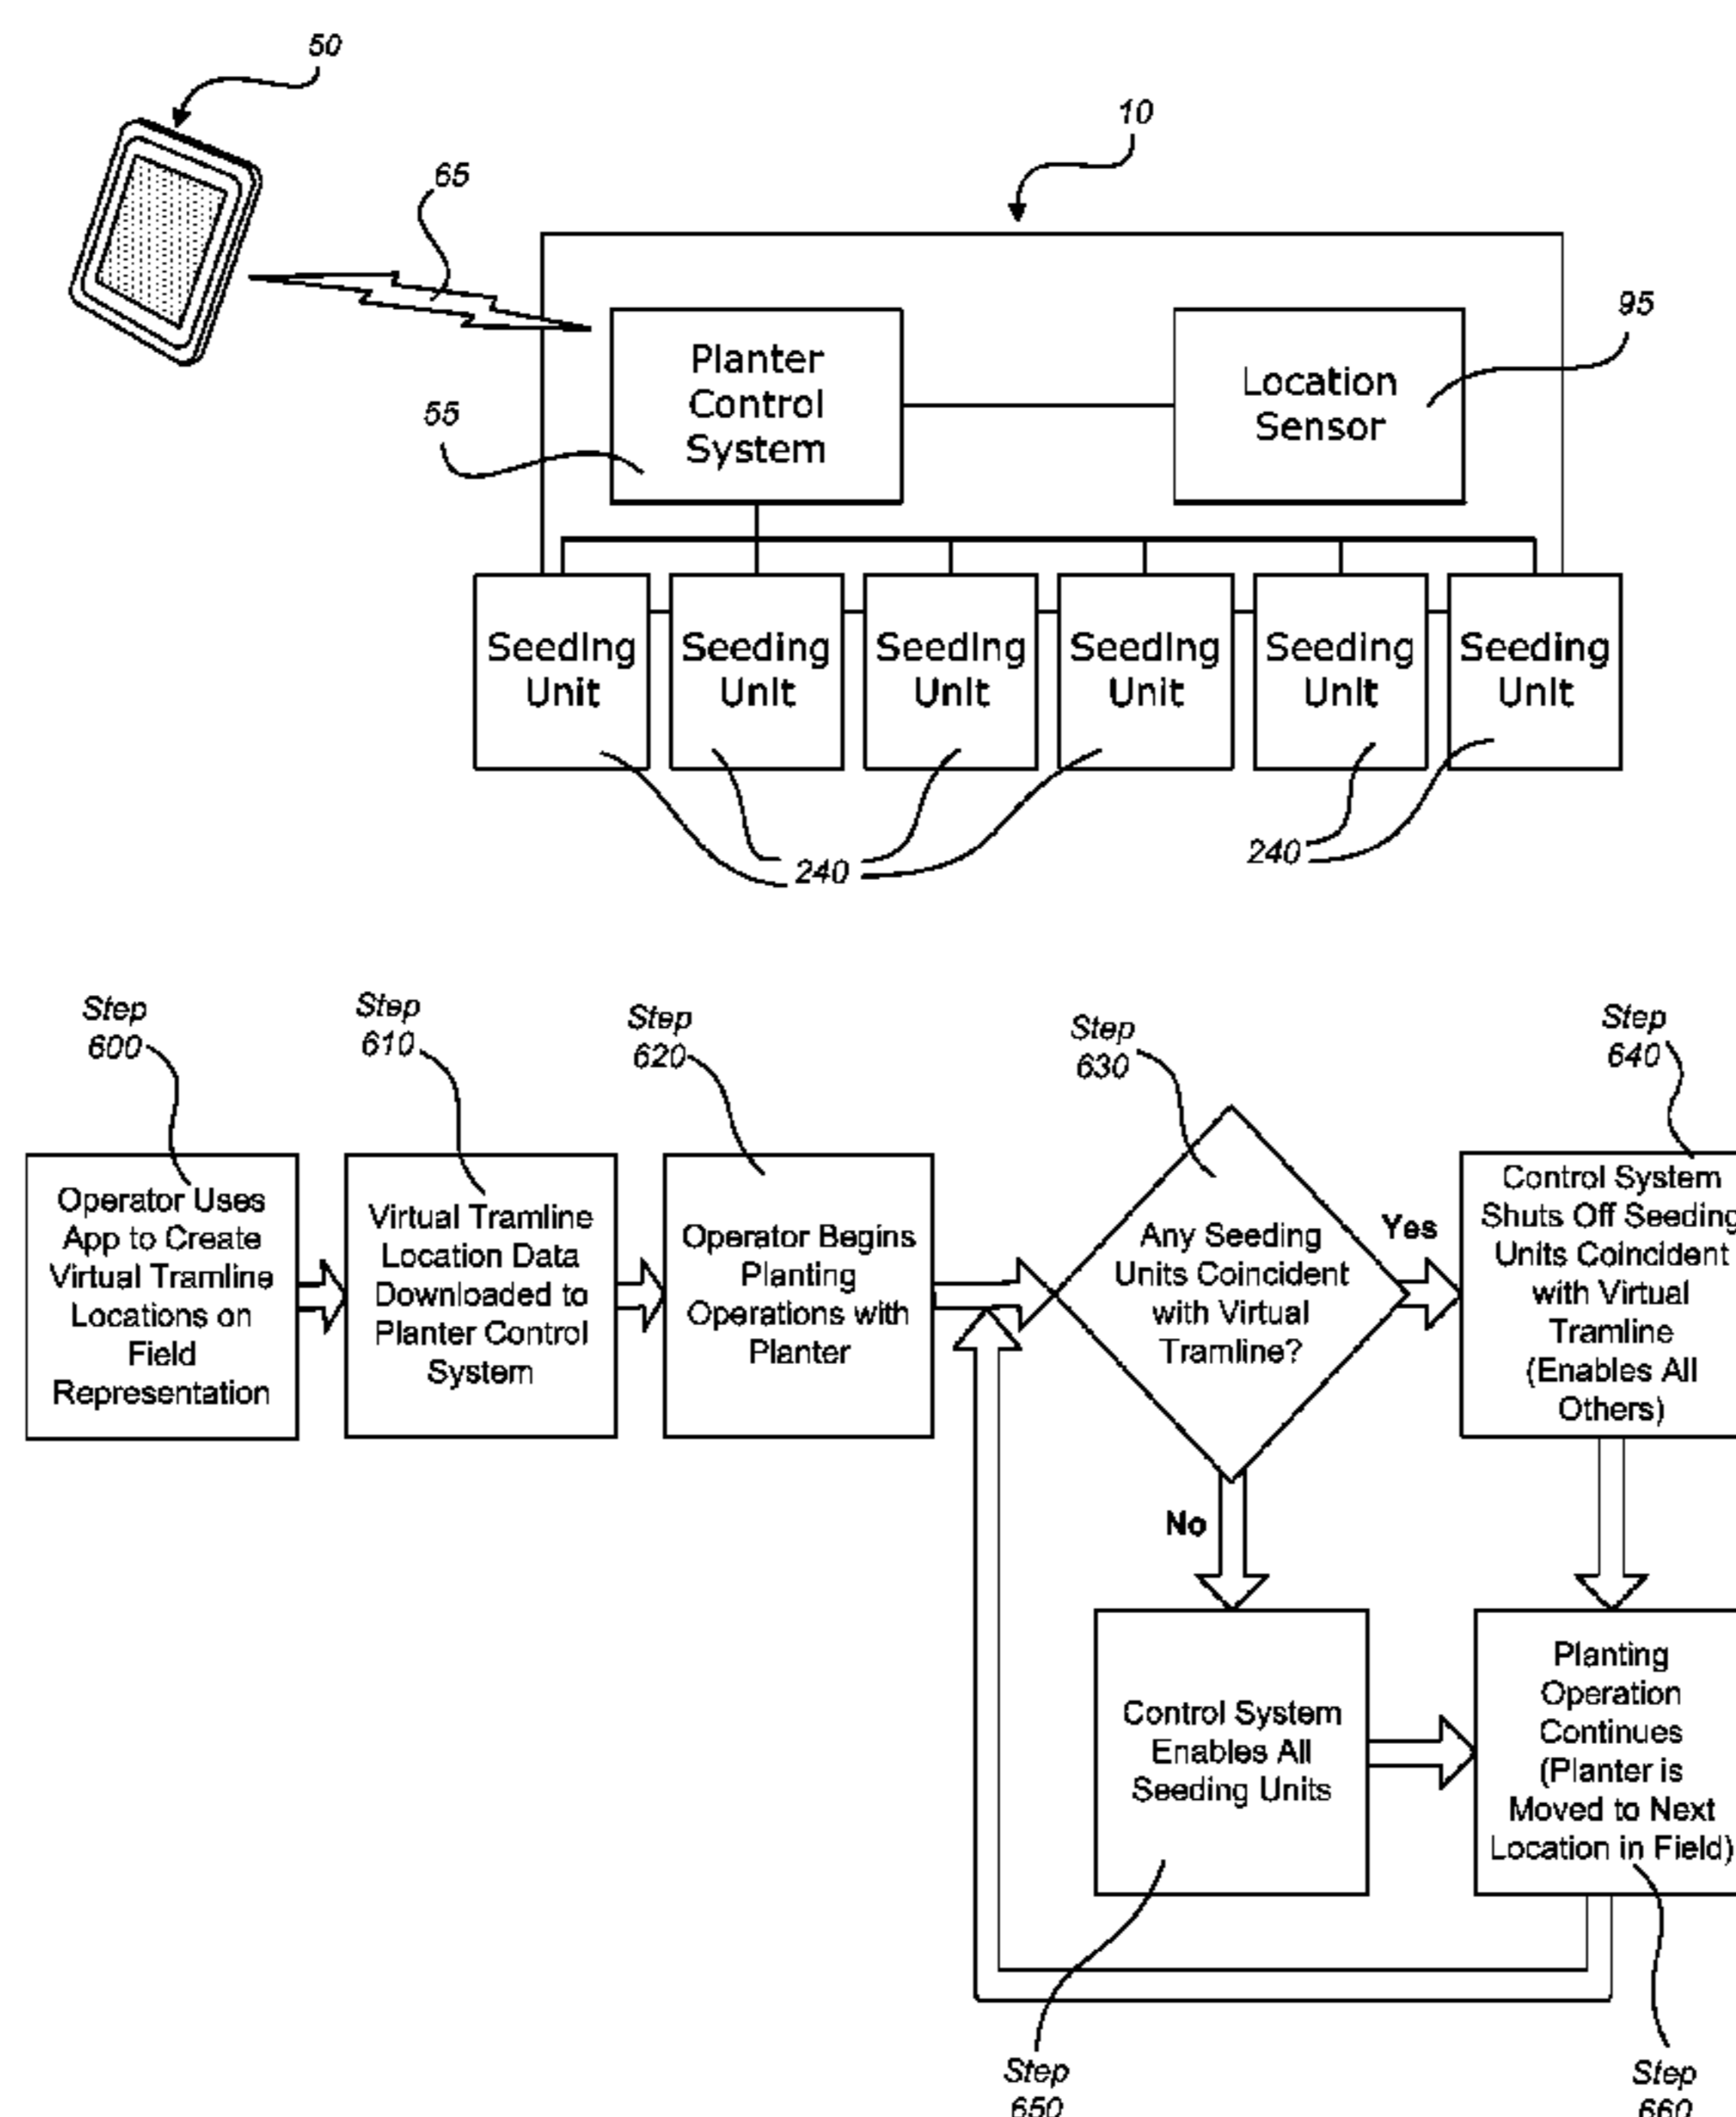 50
10
65
95
Planter
Control
System
Location
Sensor
55
Seeding
Unit
Seeding
Unit
Seeding
Unit
Seeding
Unit
Seeding
Unit
Seeding
Unit
240
240
Step
600
Step
610
Step
620
Step
630
Step
640
Operator Uses
App to Create
Virtual Tramline
Locations on
Field
Representation
Virtual Tramline
Location Data
Downloaded to
Planter Control
System
Operator Begins
Planting
Operations with
Planter
Any Seeding
Units Coincident
with Virtual
Tramline?
Yes
Control System
Shuts Off Seeding
Units Coincident
with Virtual
Tramline
(Enables All
Others)
No
Control System
Enables All
Seeding Units
Planting
Operation
Continues
(Planter is
Moved to Next
Location in Field)
Step
650
Step
660